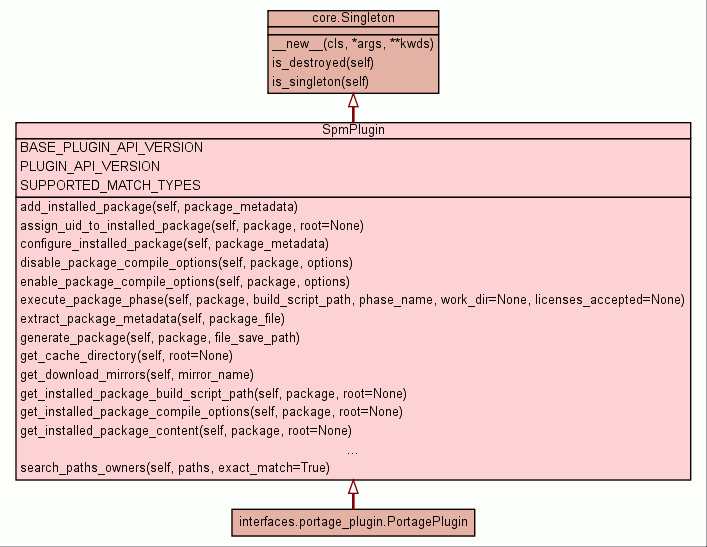 core.Singleton
__new__(cls, *args, **kwds)
is_destroyed(self)
is_singleton(self)
SpmPlugin
BASE_PLUGIN_API_VERSION
PLUGIN_API_VERSION
SUPPORTED_MATCH_TYPES
add_installed_package(self, package_metadata)
assign_uid_to_installed_package(self, package, root=None)
configure_installed_package(self, package_metadata)
disable_package_compile_options(self, package, options)
enable_package_compile_options(self, package, options)
execute_package_phase(self, package, build_script_path, phase_name, work_dir=None, licenses_accepted=None)
extract_package_metadata(self, package_file)
generate_package(self, package, file_save_path)
get_cache_directory(self, root=None)
get_download_mirrors(self, mirror_name)
get_installed_package_build_script_path(self, package, root=None)
get_installed_package_compile_options(self, package, root=None)
get_installed_package_content(self, package, root=None)
...
search_paths_owners(self, paths, exact_match=True)
interfaces.portage_plugin.PortagePlugin